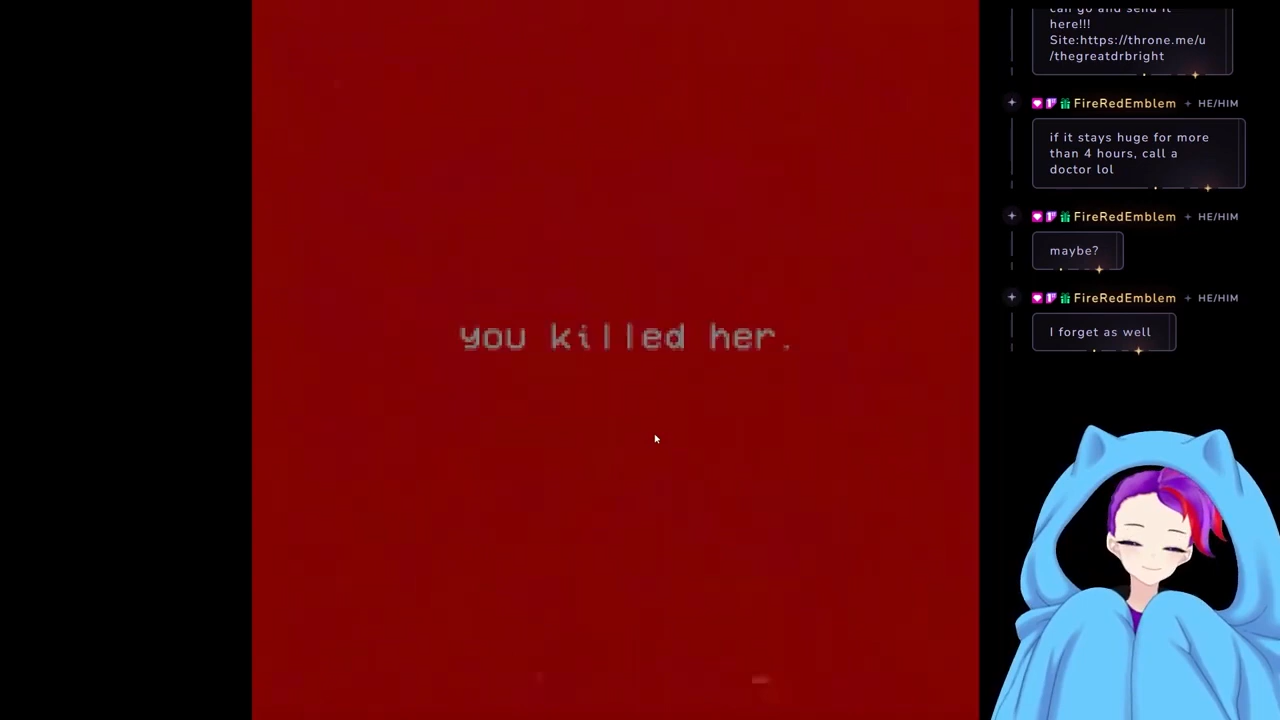 you killed her.
can go and send it
here!!!
Site:https://throne.me/u
/thegreatdrbright
FireRedEmblem HE/HIM
if it stays huge for more
than 4 hours, call a
doctor lol
FireRedEmblem HE/HIM
maybe?
FireRedEmblem HE/HIM
I forget as well